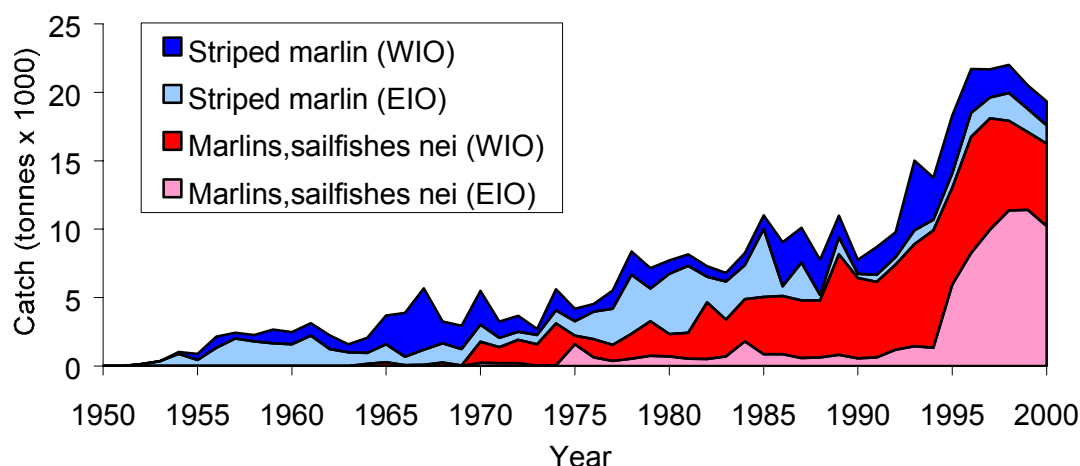 Catch (tonnes x 1000)
25
20
15
10
5
0
Striped marlin (WIO)
Striped marlin (EIO)
Marlins,sailfishes nei (WIO)
Marlins,sailfishes nei (EIO)
1950 1955 1960 1965 1970 1975 1980 1985 1990 1995 2000
Year